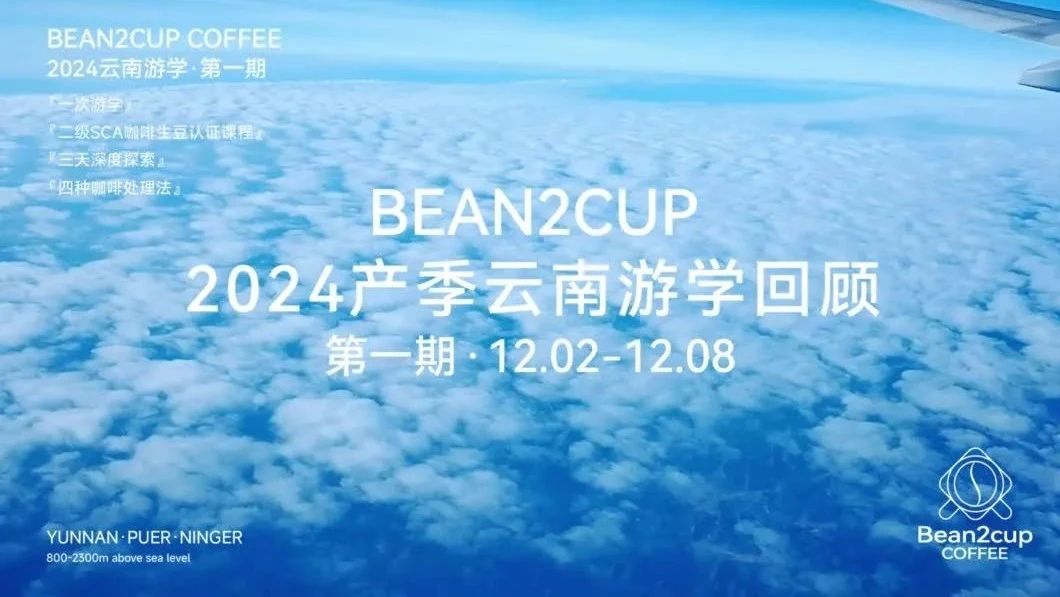 BEAN2CUP COFFEE
2024云南游学·第一期
『一次游学』
『二级SCA咖啡生豆认证课程』
『三天深度探索』
『四种咖啡处理法』
BEAN2CUP
2024产季云南游学回顾
第一期·12.02-12.08
YUNNAN·PUER·NINGER
800-2300m above sea level
Bean2cup
COFFEE